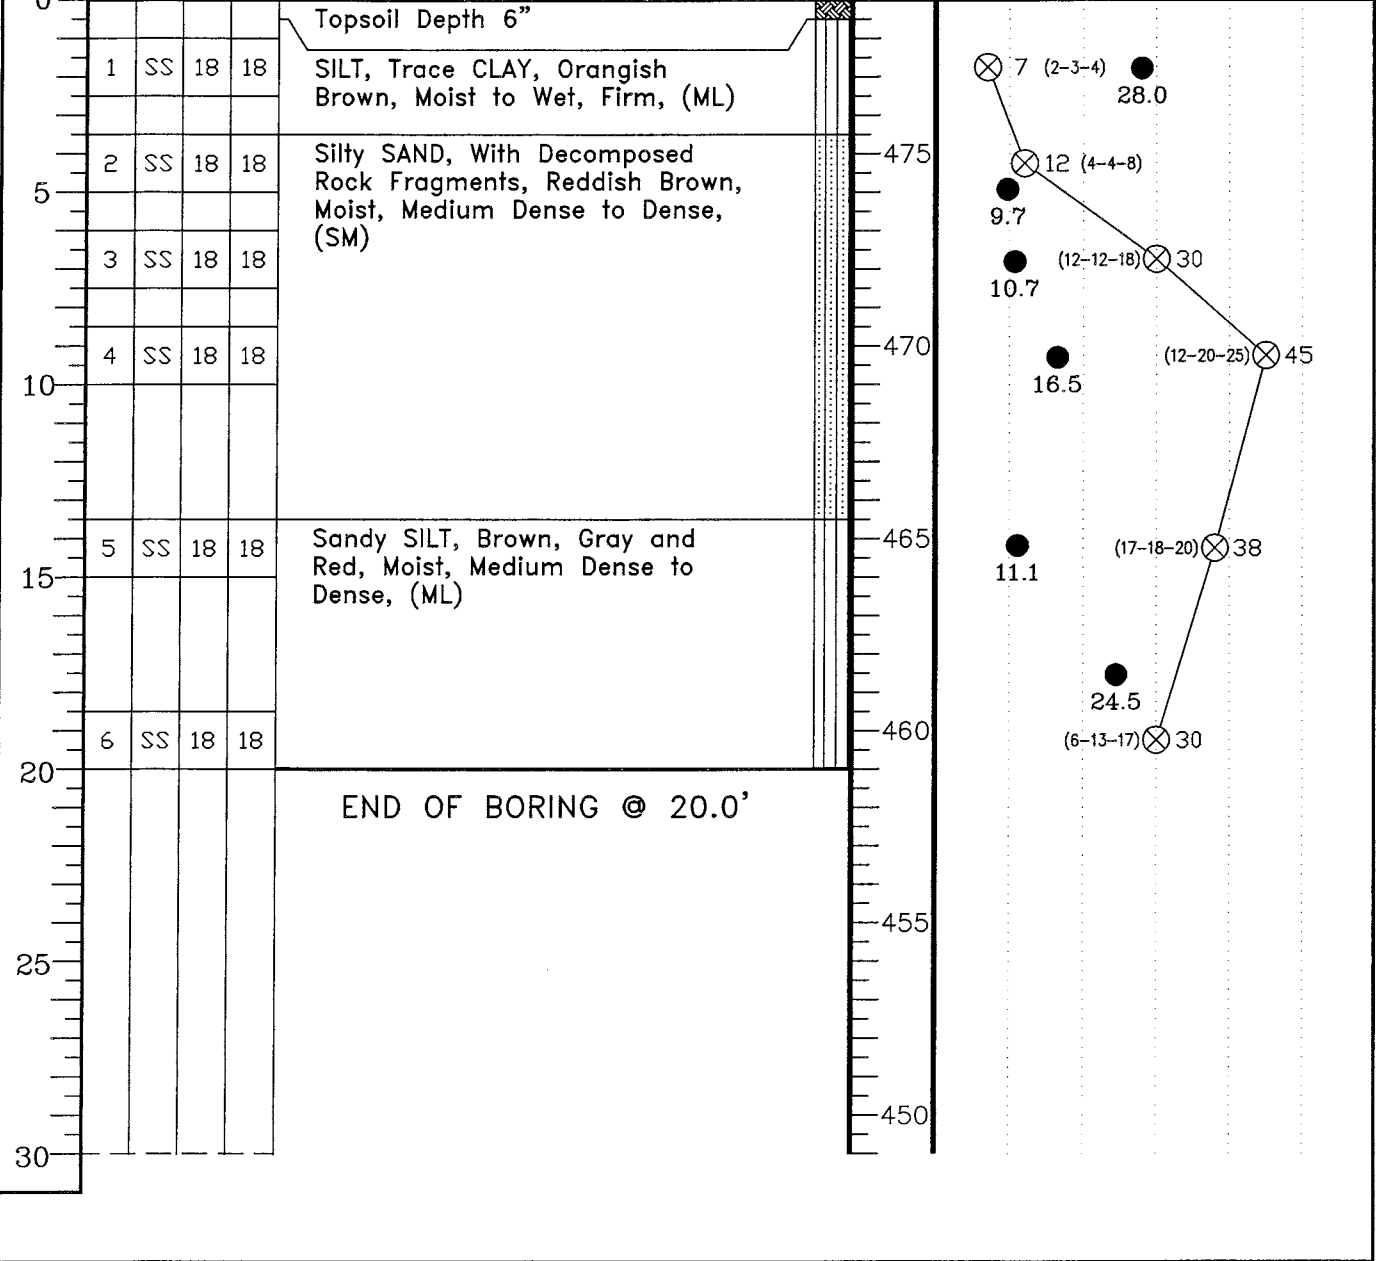 0
Topsoil Depth 6"
1 SS 18 18
SILT, Trace CLAY, Orangish
Brown, Moist to Wet, Firm, (ML)
7 (2-3-4)
28.0
2 SS 18 18
Silty SAND, With Decomposed
Rock Fragments, Reddish Brown,
Moist, Medium Dense to Dense,
(SM)
475
12 (4-4-8)
5
9.7
3 SS 18 18
(12-12-18) 30
10.7
4 SS 18 18
470
(12-20-25) 45
16.5
10
5 SS 18 18
Sandy SILT, Brown, Gray and
Red, Moist, Medium Dense to
Dense, (ML)
465
(17-18-20) 38
11.1
15
24.5
6 SS 18 18
460
(6-13-17) 30
20
END OF BORING @ 20.0'
455
25
450
30